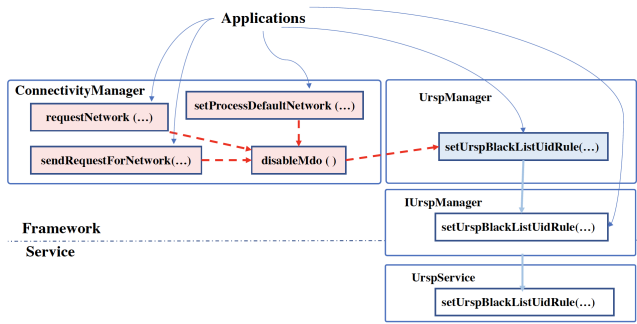 Applications
ConnectivityManager
requestNetwork (…)
setProcessDefaultNetwork (…)
sendRequestForNetwork(…)
disableMdo ( )
UrspManager
setUrspBlackListUidRule(…)
IUrspManager
setUrspBlackListUidRule(…)
Framework
Service
UrspService
setUrspBlackListUidRule(…)